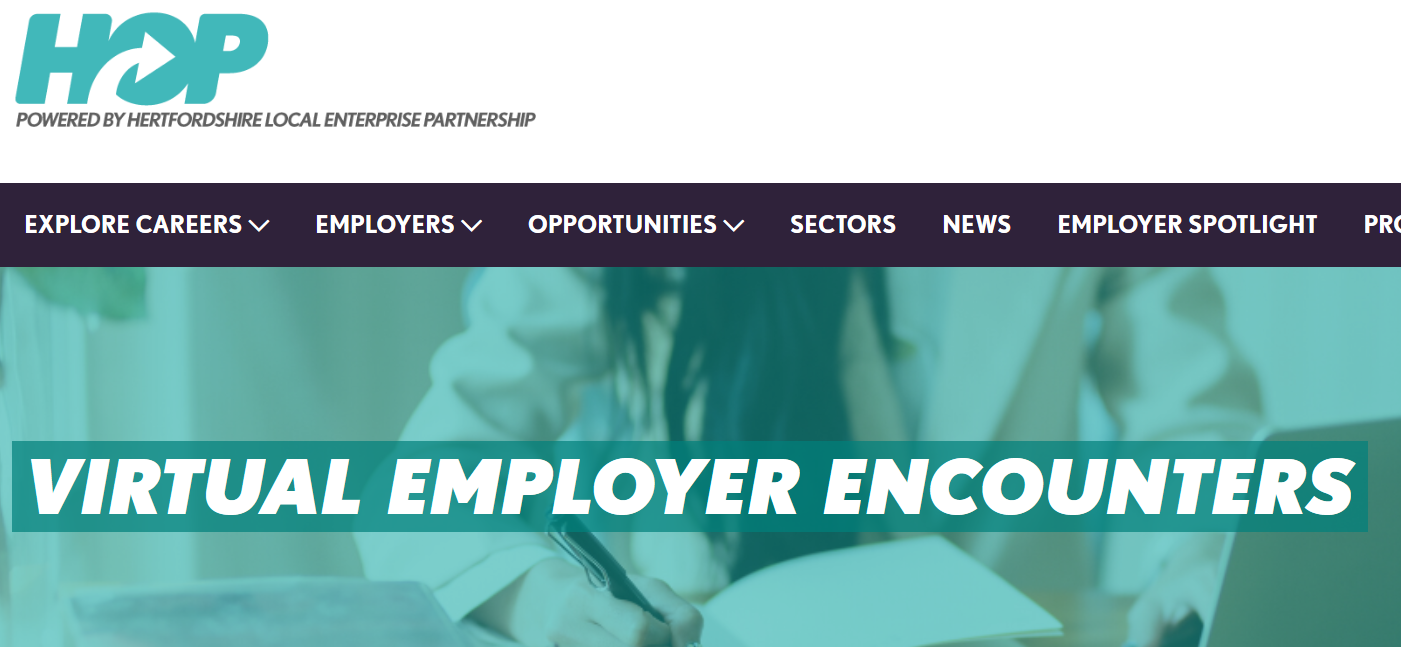 HOP
POWERED BY HERTFORDSHIRE LOCAL ENTERPRISE PARTNERSHIP
EXPLORE CAREERS EMPLOYERS OPPORTUNITIES SECTORS NEWS EMPLOYER SPOTLIGHT
VIRTUAL EMPLOYER ENCOUNTERS